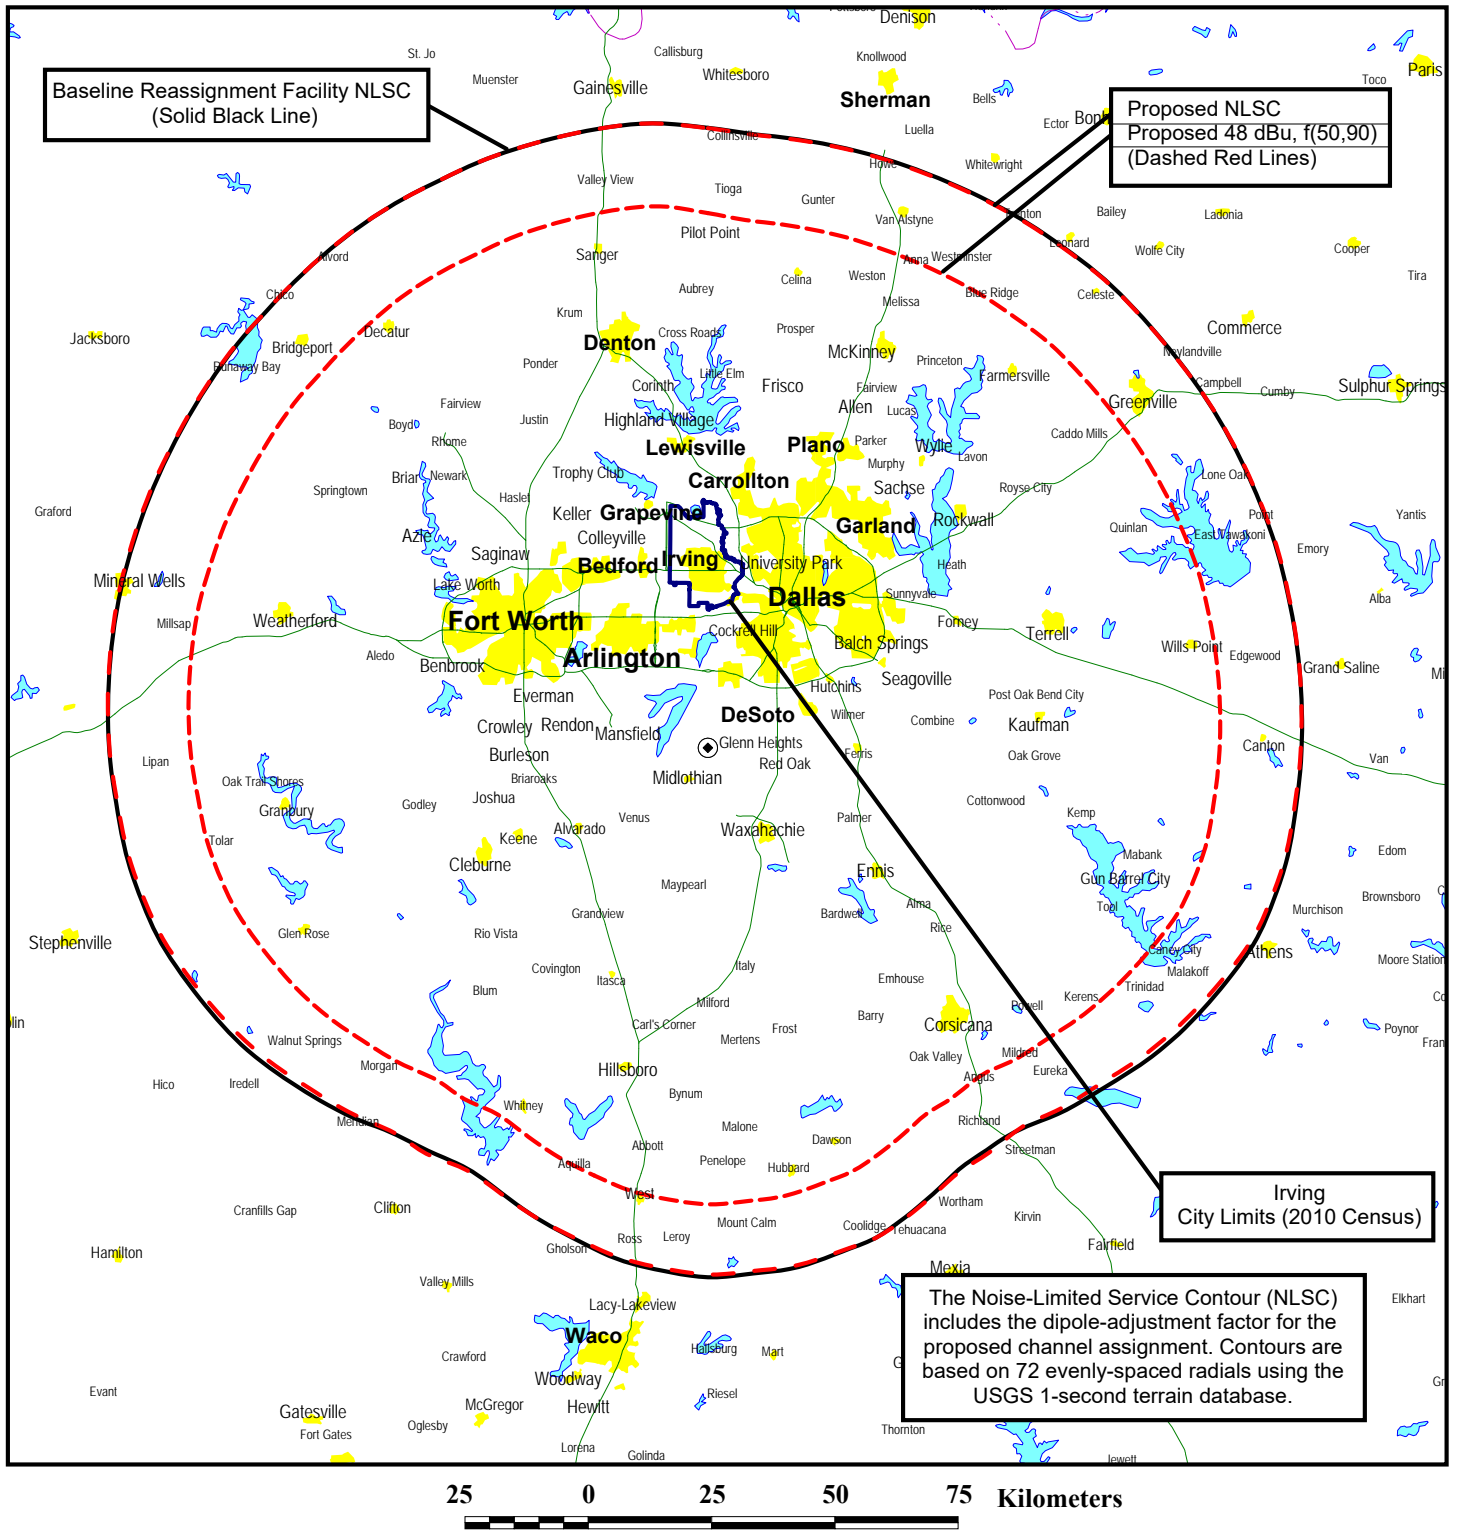 Denison
St. Jo
Callisburg
Knollwood
Muenster
Whitesboro
Toco
Paris
Gainesville
Sherman
Bells
Baseline Reassignment Facility NLSC
(Solid Black Line)
Proposed NLSC
Proposed 48 dBu, f(50,90)
(Dashed Red Lines)
Ector
Luella
Collinsville
Howe
Whitewright
Valley View
Tioga
Gunter
Van Alstyne
Bailey
Ladonia
Pilot Point
Leonard
Wolfe City
Cooper
Sanger
Alvord
Anna
Westminster
Tira
Celina
Weston
Aubrey
Blue Ridge
Celeste
Chico
Melissa
Krum
Commerce
Jacksboro
Bridgeport
Decatur
Denton
Cross Roads
Prosper
McKinney
Neylandville
Princeton
Runaway Bay
Ponder
Little Elm
Farmersville
Corinth
Frisco
Fairview
Campbell
Cumby
Sulphur Springs
Fairview
Allen
Lucas
Greenville
Boyd
Justin
Highland Village
Rhome
Lewisville
Plano
Parker
Wylie
Lavon
Caddo Mills
Briar
Newark
Trophy Club
Carrollton
Murphy
Sachse
Royse City
Lone Oak
Springtown
Haslet
Graford
Keller
Grapevine
Garland
Rockwall
Quinlan
Point
Yantis
Azle
Colleyville
East Tawakoni
Emory
Saginaw
Bedford
Irving
University Park
Heath
Mineral Wells
Lake Worth
Dallas
Sunnyvale
Alba
Millsap
Weatherford
Fort Worth
Cockrell Hill
Forney
Terrell
Balch Springs
Wills Point
Edgewood
Aledo
Benbrook
Arlington
Grand Saline
Seagoville
Hutchins
Everman
Post Oak Bend City
Mi
Crowley
Rendon
Mansfield
DeSoto
Wilmer
Combine
Kaufman
Glenn Heights
Canton
Burleson
Red Oak
Ferris
Oak Grove
Van
Lipan
Briaroaks
Midlothian
Oak Trail Shores
Joshua
Cottonwood
Granbury
Godley
Venus
Palmer
Kemp
Tolar
Keene
Alvarado
Waxahachie
Mabank
Edom
Cleburne
Ennis
Gun Barrel City
Maypearl
Brownsboro
Grandview
Bardwell
Alma
Tool
Murchison
Rice
Glen Rose
Rio Vista
Stephenville
Caney City
Athens
Covington
Italy
Malakoff
Moore Station
Itasca
Emhouse
Trinidad
Blum
Milford
Kerens
Co
lin
Powell
Carl's Corner
Frost
Barry
Corsicana
Poynor
Walnut Springs
Mertens
Fran
Oak Valley
Mildred
Morgan
Hillsboro
Angus
Eureka
Hico
Iredell
Bynum
Whitney
Meridian
Malone
Richland
Abbott
Dawson
Streetman
Aquilla
Penelope
Hubbard
West
Irving
City Limits (2010 Census)
Cranfills Gap
Clifton
Wortham
Mount Calm
Coolidge
Tehuacana
Kirvin
Ross
Leroy
Hamilton
Gholson
Fairfield
Valley Mills
Mexia
Lacy-Lakeview
Elkhart
The Noise-Limited Service Contour (NLSC)
includes the dipole-adjustment factor for the
proposed channel assignment. Contours are
based on 72 evenly-spaced radials using the
USGS 1-second terrain database.
Waco
Crawford
Hallsburg
Mart
G
Woodway
Evant
Riesel
Gr
Gatesville
McGregor
Hewitt
Fort Gates
Oglesby
Thornton
Lorena
Golinda
Jewett
25 0 25 50 75 Kilometers